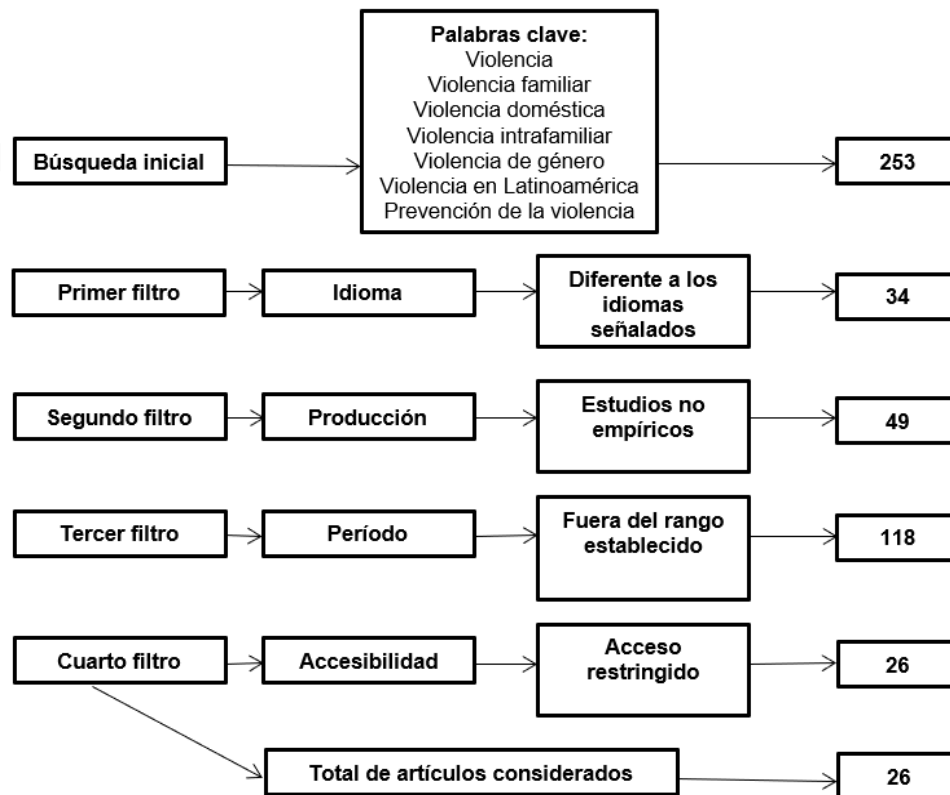 Palabras clave:
Violencia
Violencia familiar
Violencia doméstica
Violencia intrafamiliar
Violencia de género
Violencia en Latinoamérica
Prevención de la violencia
Búsqueda inicial
253
Primer filtro
Idioma
Diferente a los
idiomas
señalados
34
Segundo filtro
Producción
Estudios no
empíricos
49
Tercer filtro
Período
Fuera del rango
establecido
118
Cuarto filtro
Accesibilidad
Acceso
restringido
26
Total de artículos considerados
26